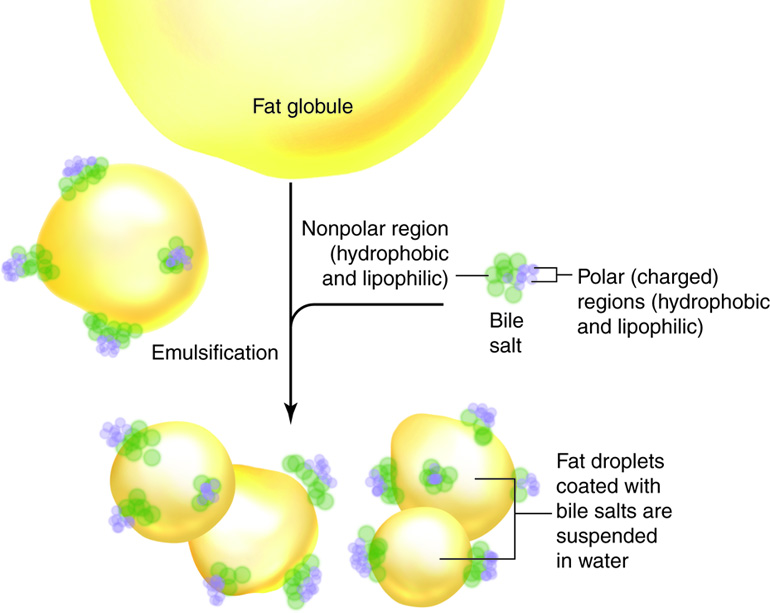 Fat globule
Nonpolar region
(hydrophobic
and lipophilic)
Polar (charged)
regions (hydrophobic
and lipophilic)
Bile
salt
Emulsification
Fat droplets
coated with
bile salts are
suspended
in water